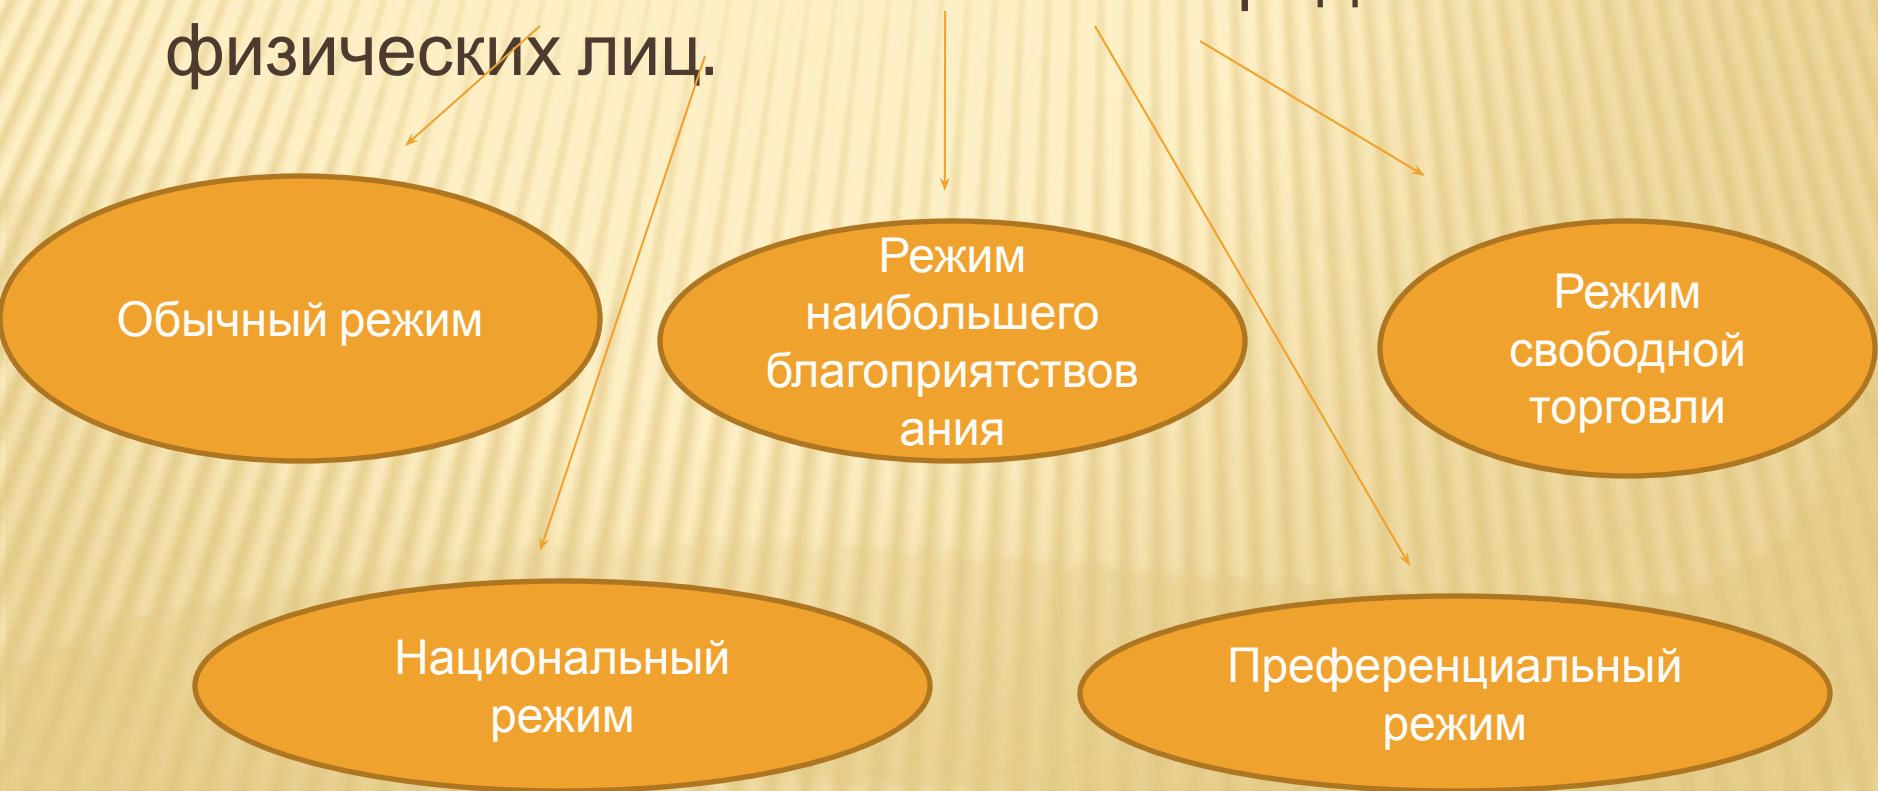 физических лиц.
Обычный режим
Режим
наибольшего
благоприятствов
ания
Режим
свободной
торговли
Национальный
режим
Преференциальный
режим